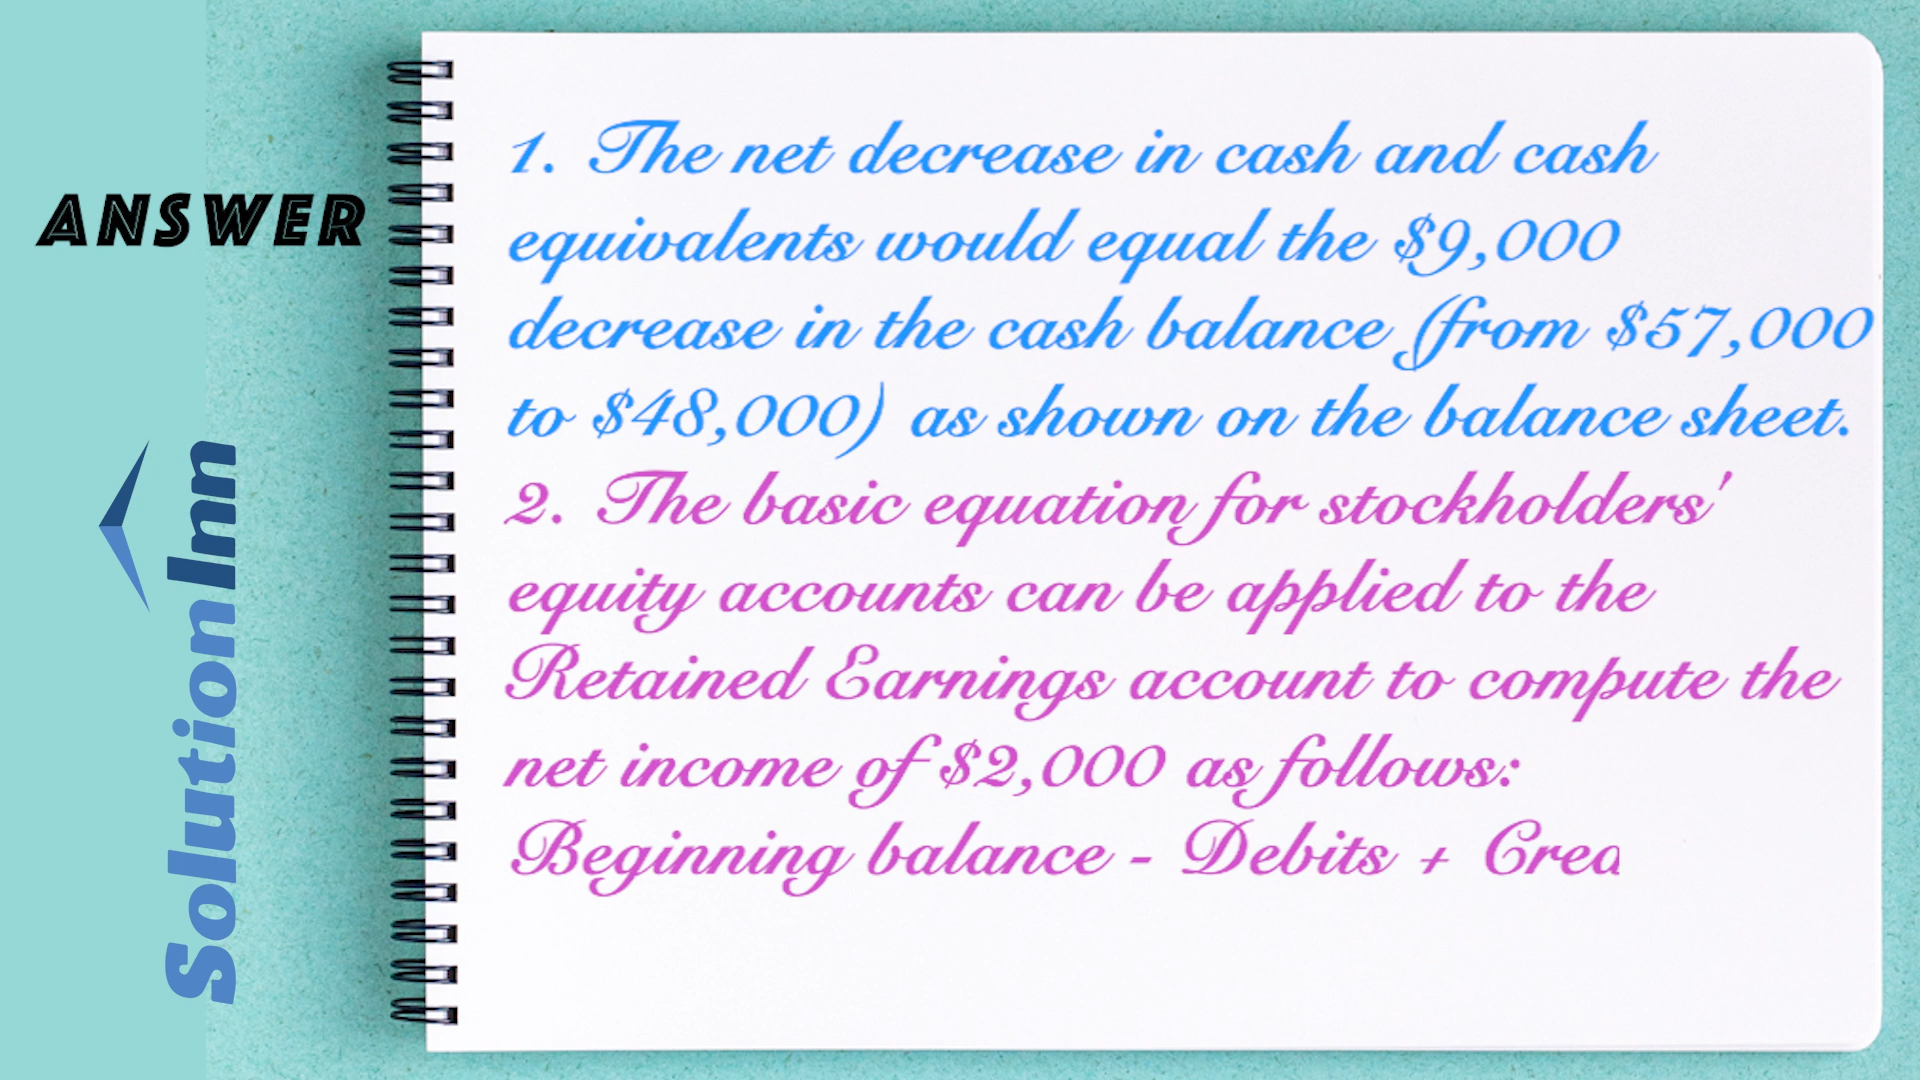 ANSWER
SolutionInn
1. The net decrease in cash and cash
equivalents would equal the $9,000
decrease in the cash balance (from $57,000
to $48,000) as shown on the balance sheet.
2. The basic equation for stockholders'
equity accounts can be applied to the
Retained Earnings account to compute the
net income of $2,000 as follows:
Beginning balance - Debits + Crea